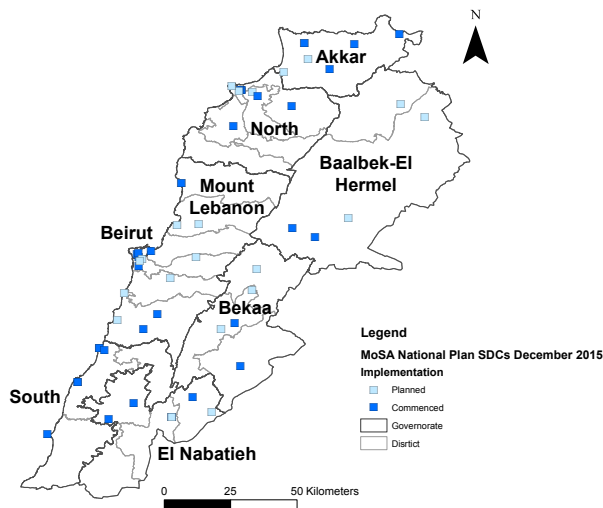 N
Akkar
North
Baalbek-El
Hermel
Mount
Lebanon
Beirut
Bekaa
Legend
MoSA National Plan SDCs December 2015
Implementation
Planned
Commenced
Governorate
Disrtict
South
El Nabatieh
0 25 50 Kilometers